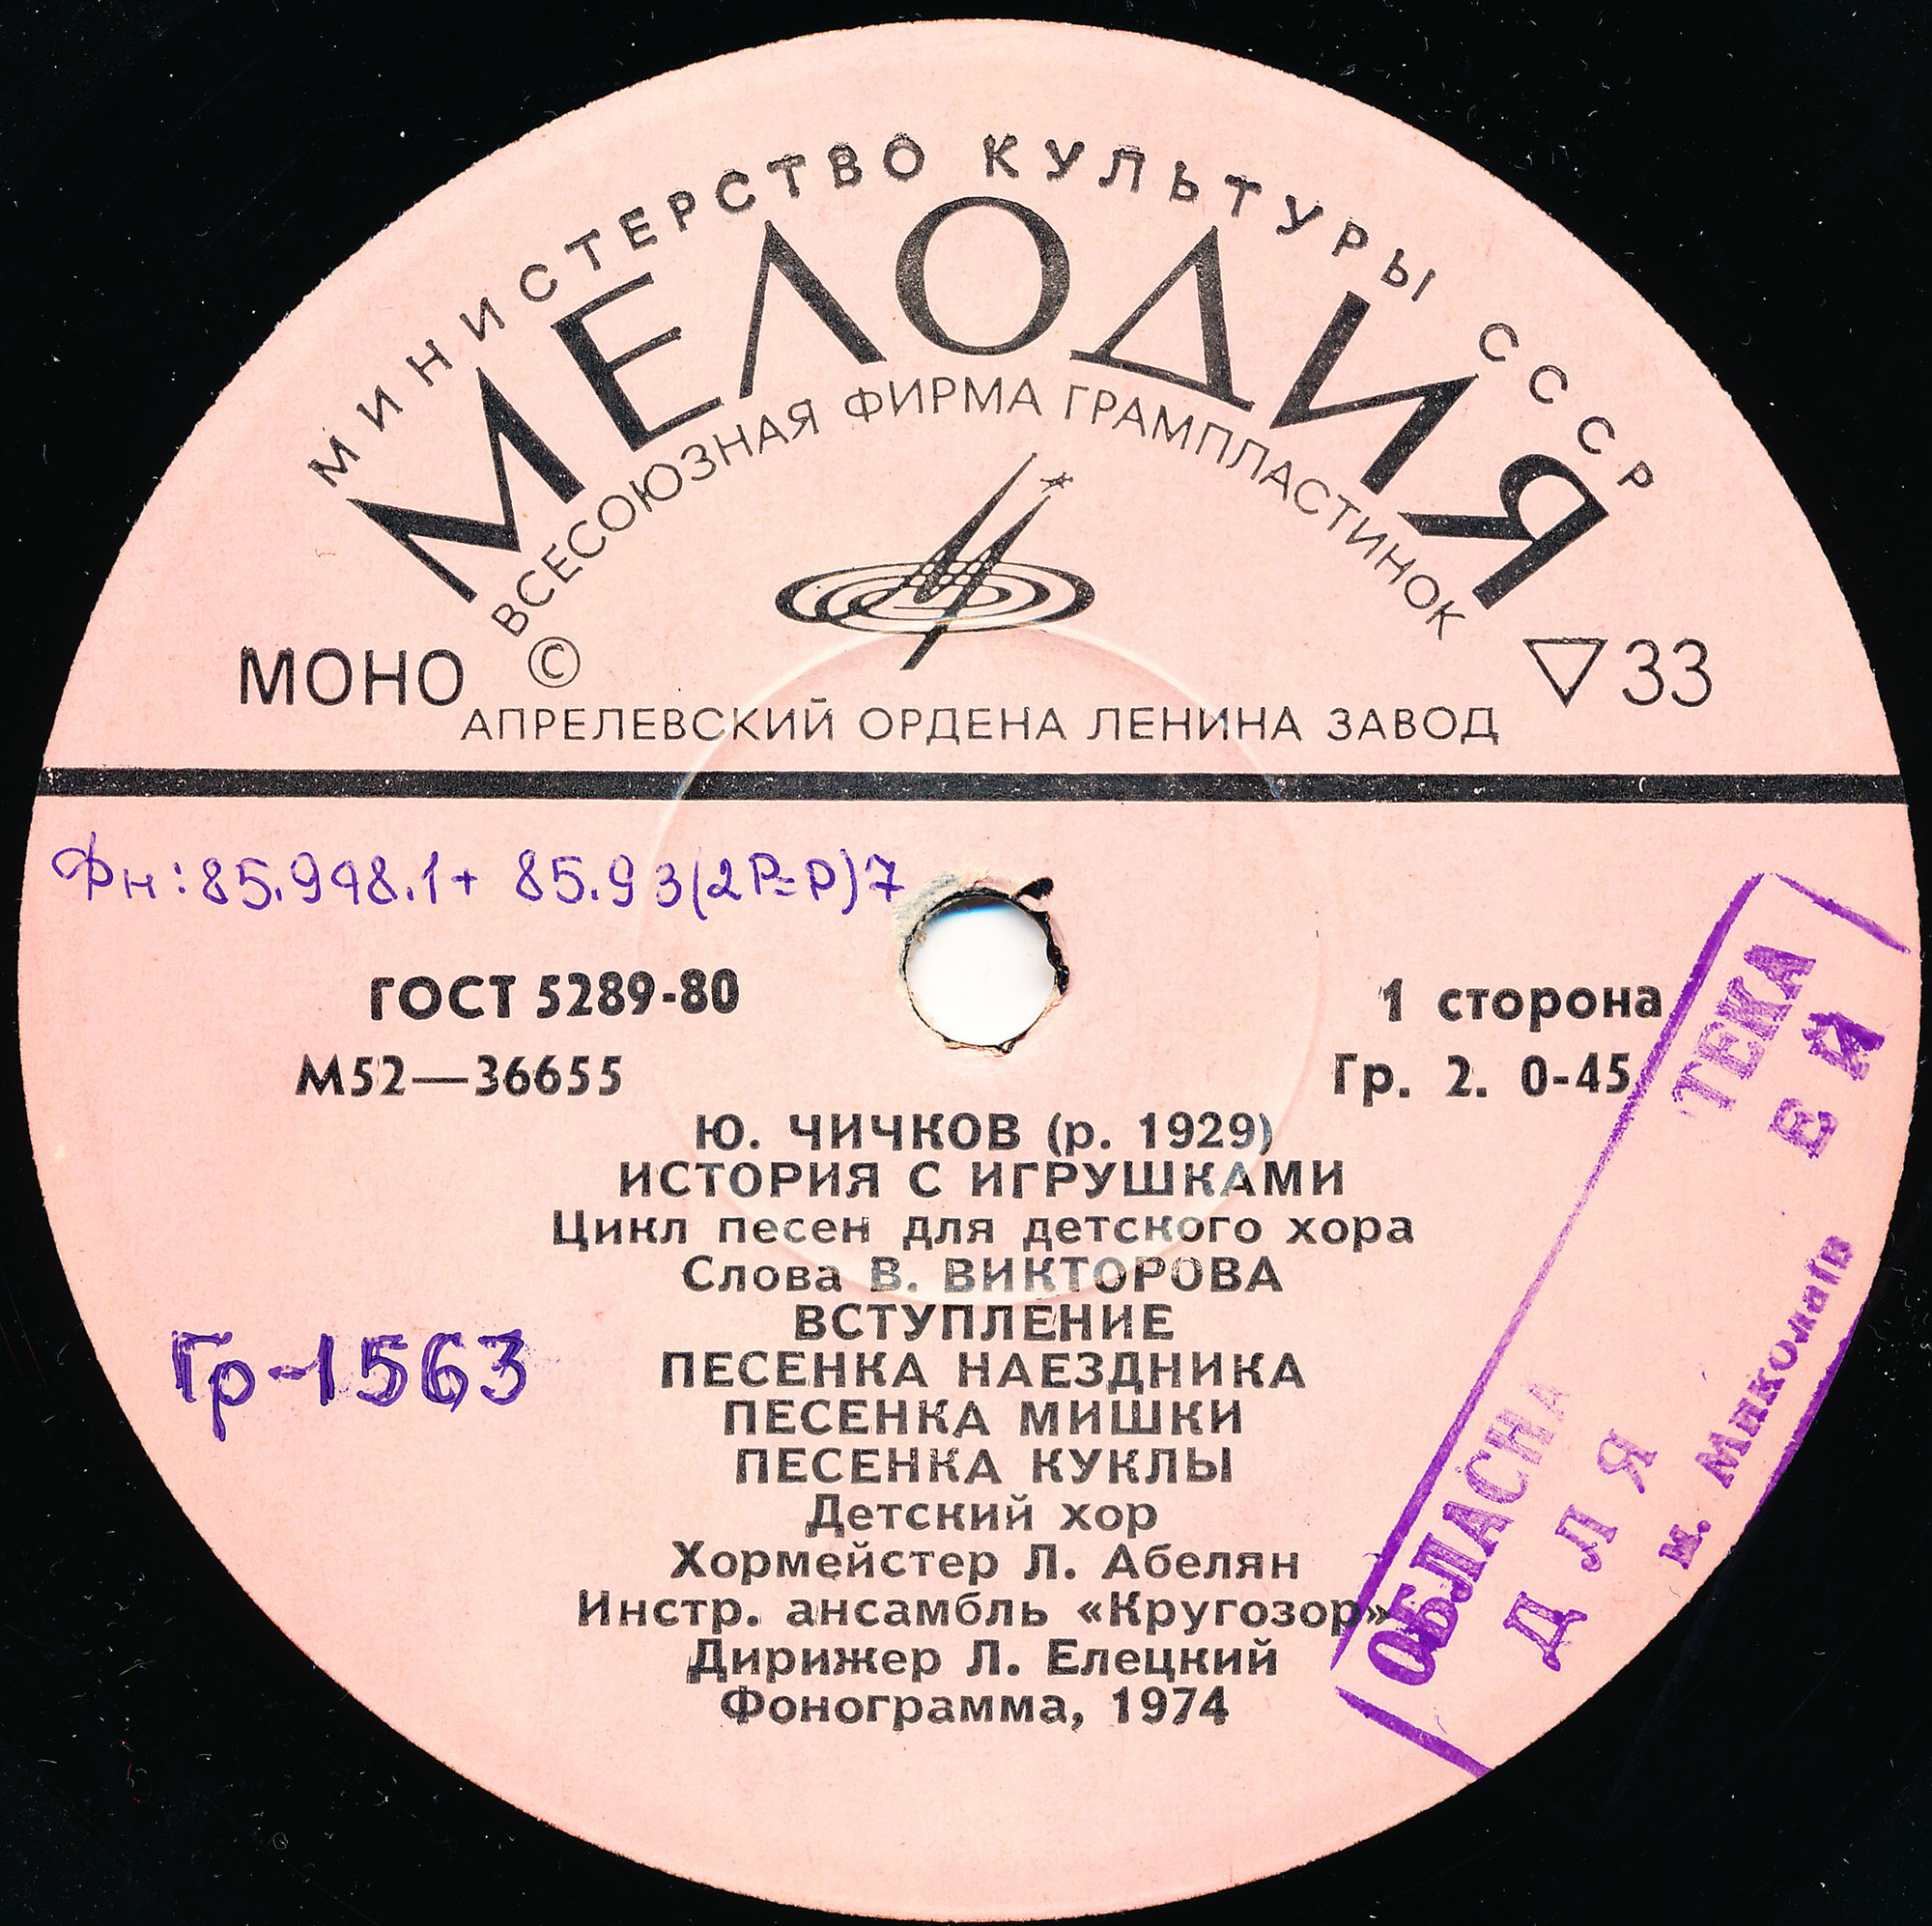 МИНИСТЕРСТВО КУЛЬТУРЫ СССР
МЕЛОДИЯ
ВСЕСОЮЗНАЯ ФИРМА ГРАМПЛАСТИНОК
МОНО © ▽33
АПРЕЛЕВСКИЙ ОРДЕНА ЛЕНИНА ЗАВОД
Фн: 85.948.1+ 85.93(2Р-Р)7
ГОСТ 5289-80 1 сторона
М52—36655 Гр. 2. 0-45
Ю. ЧИЧКОВ (р. 1929)
ИСТОРИЯ С ИГРУШКАМИ
Цикл песен для детского хора
Слова В. ВИКТОРОВА
ВСТУПЛЕНИЕ
ПЕСЕНКА НАЕЗДНИКА
ПЕСЕНКА МИШКИ
ПЕСЕНКА КУКЛЫ
Детский хор
Хормейстер Л. Абелян
Инстр. ансамбль «Кругозор»
Дирижер Л. Елецкий
Фонограмма, 1974
Гр-1563
ОБЛАСНА ТЕКА
ДЛЯ ЕЙ
м. Миколаїв